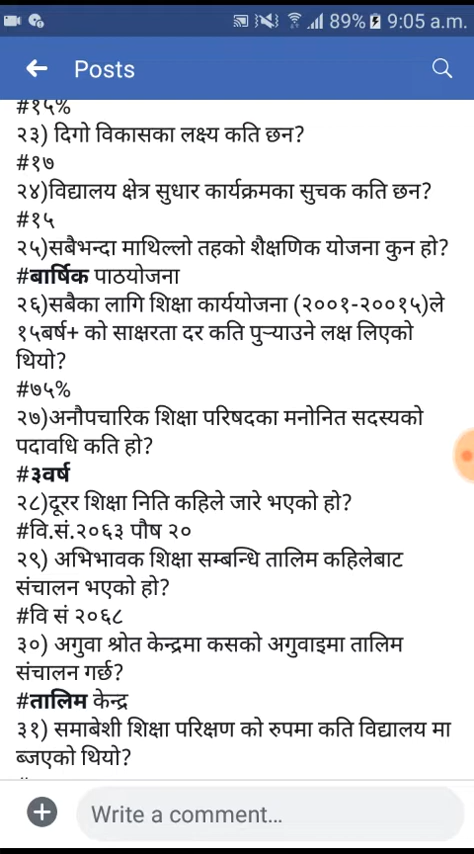 89% 9:05 a.m.
Posts
#१५%
२३) दिगो विकासका लक्ष्य कति छन?
#१७
२४)विद्यालय क्षेत्र सुधार कार्यक्रमका सुचक कति छन?
#१५
२५)सबैभन्दा माथिल्लो तहको शैक्षणिक योजना कुन हो?
#बार्षिक पाठयोजना
२६)सबैका लागि शिक्षा कार्ययोजना (२००१-२००१५)ले
१५बर्ष+ को साक्षरता दर कति पुऱ्याउने लक्ष लिएको
थियो?
#७५%
२७)अनौपचारिक शिक्षा परिषदका मनोनित सदस्यको
पदावधि कति हो?
#३वर्ष
२८)दूरर शिक्षा निति कहिले जारे भएको हो?
#वि.सं.२०६३ पौष २०
२९) अभिभावक शिक्षा सम्बन्धि तालिम कहिलेबाट
संचालन भएको हो?
#वि सं २०६८
३०) अगुवा श्रोत केन्द्रमा कसको अगुवाइमा तालिम
संचालन गर्छ?
#तालिम केन्द्र
३१) समाबेशी शिक्षा परिक्षण को रुपमा कति विद्यालय मा
ब्जएको थियो?
Write a comment...